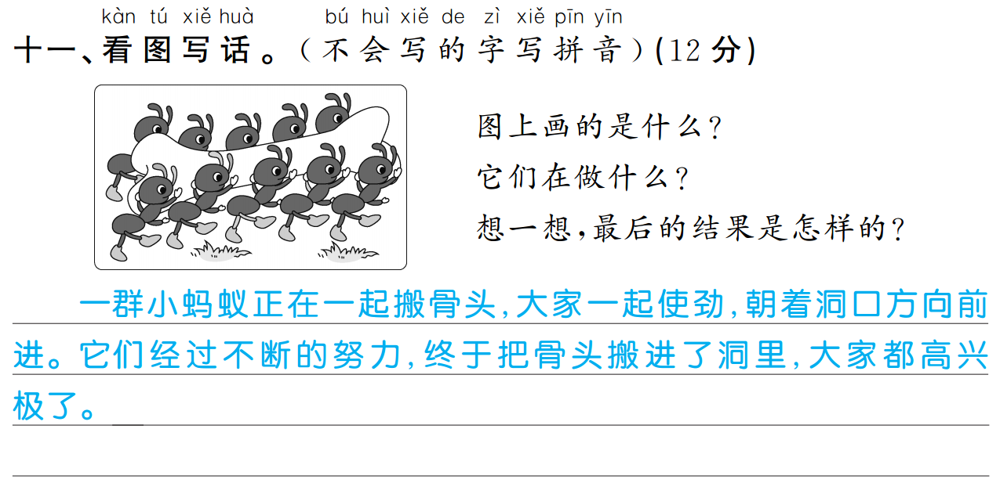 kàn tú xiě huà bú huì xiě de zì xiě pīn yīn
十一、看图写话。(不会写的字写拼音)(12分)
图上画的是什么?
它们在做什么?
想一想,最后的结果是怎样的?
一群小蚂蚁正在一起搬骨头,大家一起使劲,朝着洞口方向前
进。它们经过不断的努力,终于把骨头搬进了洞里,大家都高兴
极了。